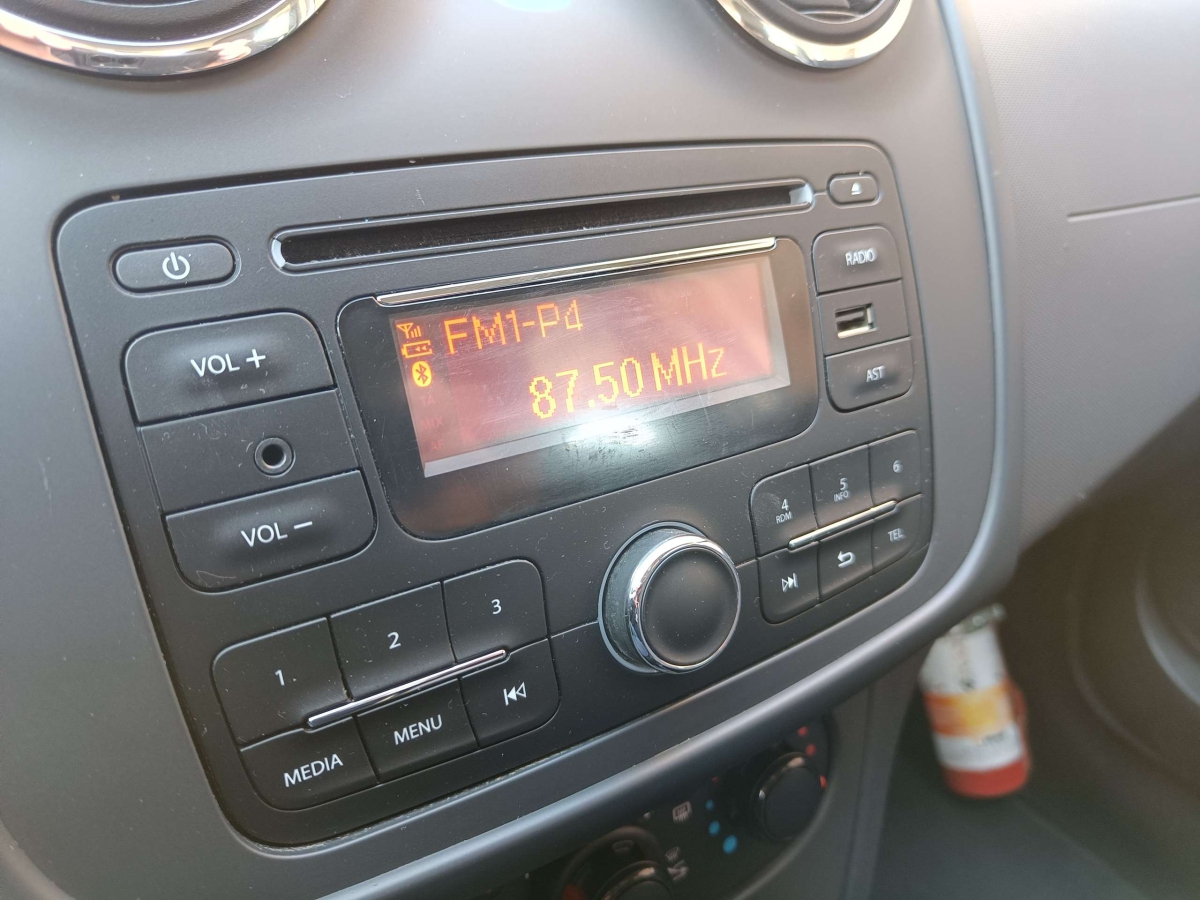 FM1-P4
87.50 MHz
VOL +
VOL −
RADIO
AST
1
2
3
MEDIA
MENU
4
RDM
5
INFO
6
TEL